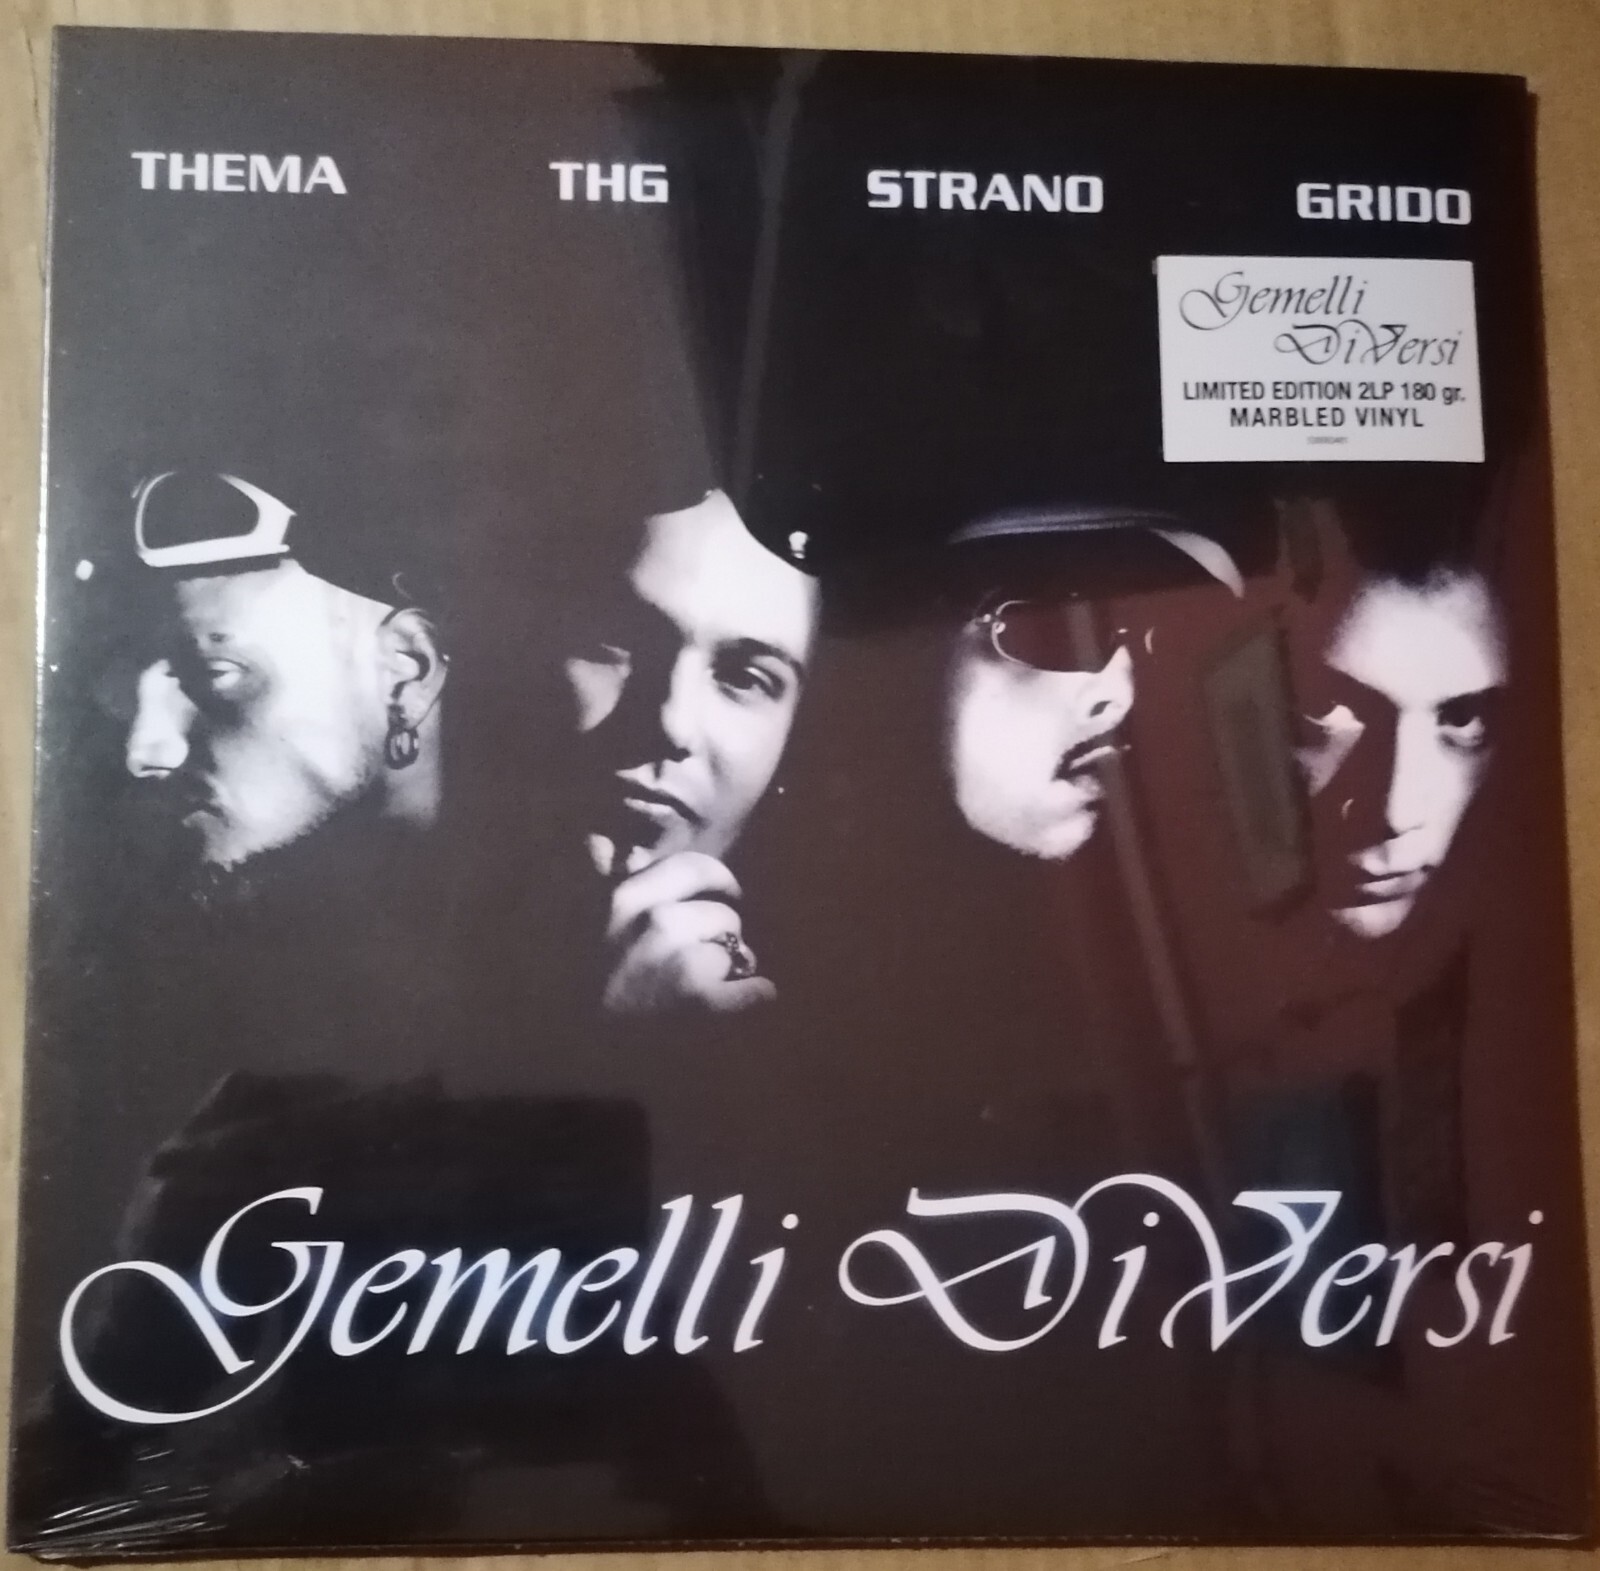 THEMA THG STRANO GRIDO
Gemelli
DiVersi
LIMITED EDITION 2LP 180 gr.
MARBLED VINYL
Gemelli DiVersi